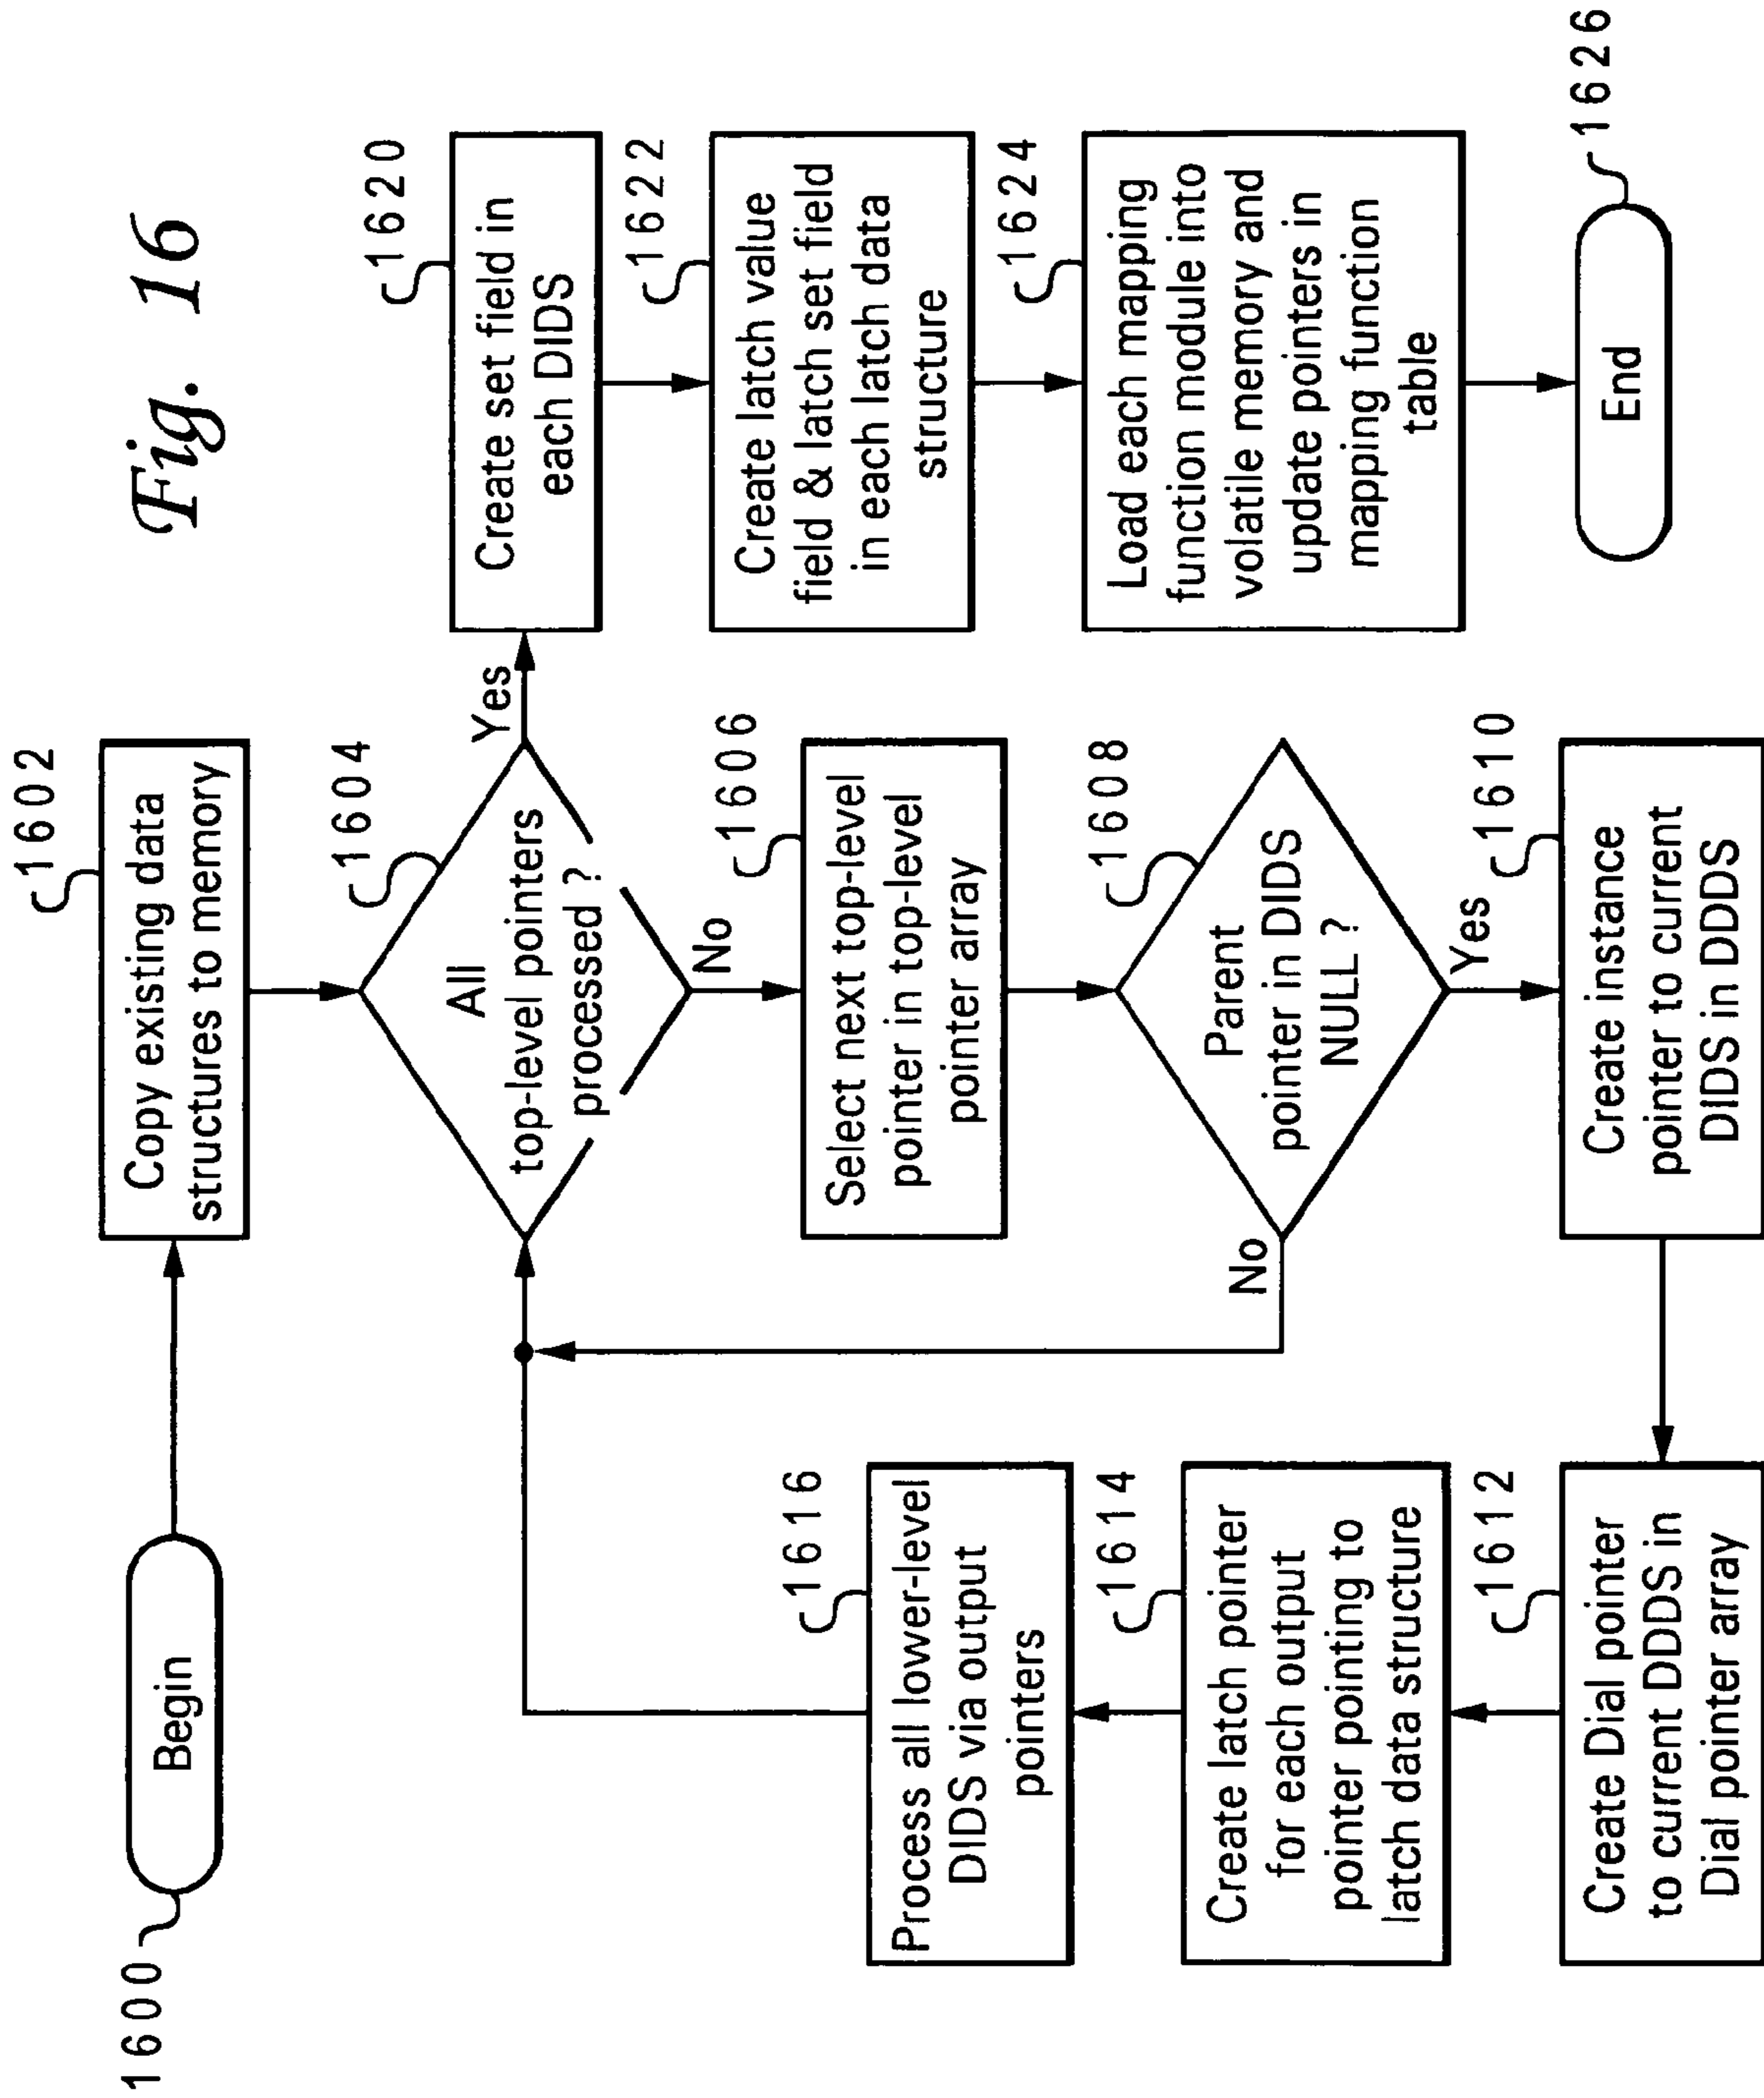 Fig. 16
1600
Begin
1602
Copy existing data
structures to memory
1604
All
top-level pointers
processed ?
Yes
No
1606
Select next top-level
pointer in top-level
pointer array
1608
Parent
pointer in DIDS
NULL ?
No
Yes
1610
Create instance
pointer to current
DIDS in DDDS
1612
Create Dial pointer
to current DDDS in
Dial pointer array
1614
Create latch pointer
for each output
pointer pointing to
latch data structure
1616
Process all lower-level
DIDS via output
pointers
1620
Create set field in
each DIDS
1622
Create latch value
field & latch set field
in each latch data
structure
1624
Load each mapping
function module into
volatile memory and
update pointers in
mapping function
table
End
1626